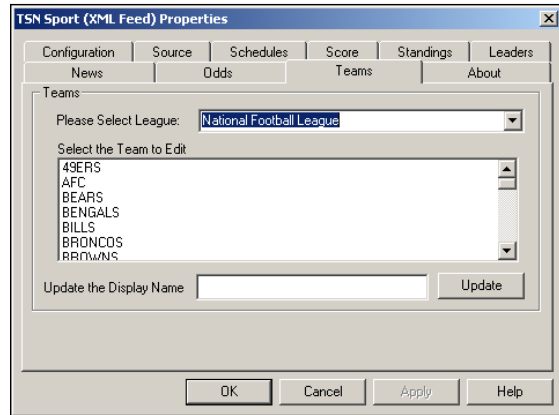 TSN Sport (XML Feed) Properties
Configuration Source Schedules Score Standings Leaders
News Odds Teams About
Teams
Please Select League: National Football League
Select the Team to Edit
49ERS
AFC
BEARS
BENGALS
BILLS
BRONCOS
BROWNS
Update the Display Name Update
OK Cancel Apply Help